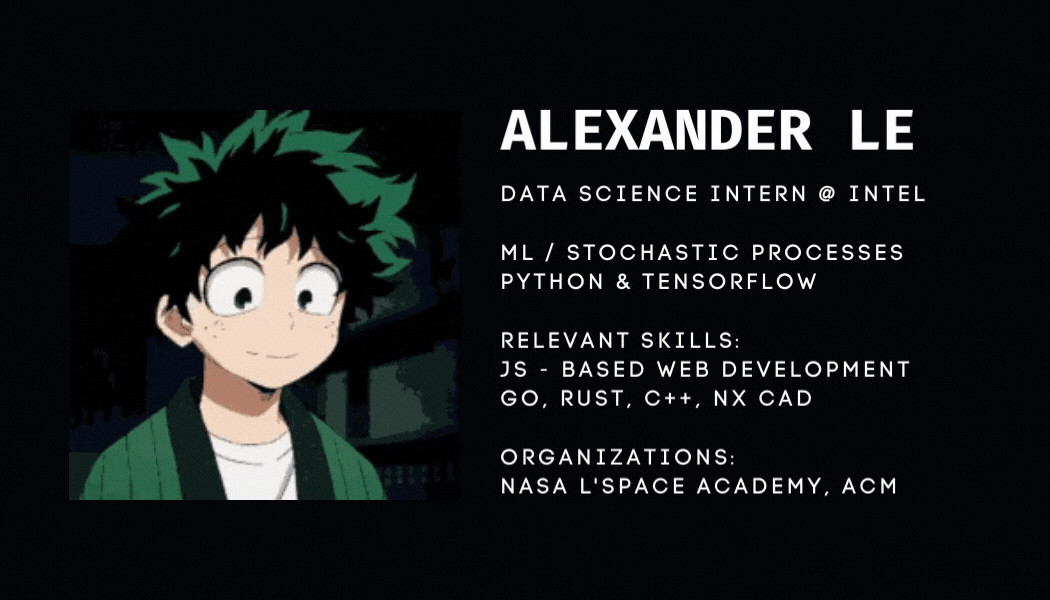 ALEXANDER LE
DATA SCIENCE INTERN @ INTEL
ML / STOCHASTIC PROCESSES
PYTHON & TENSORFLOW
RELEVANT SKILLS:
JS - BASED WEB DEVELOPMENT
GO, RUST, C++, NX CAD
ORGANIZATIONS:
NASA L'SPACE ACADEMY, ACM